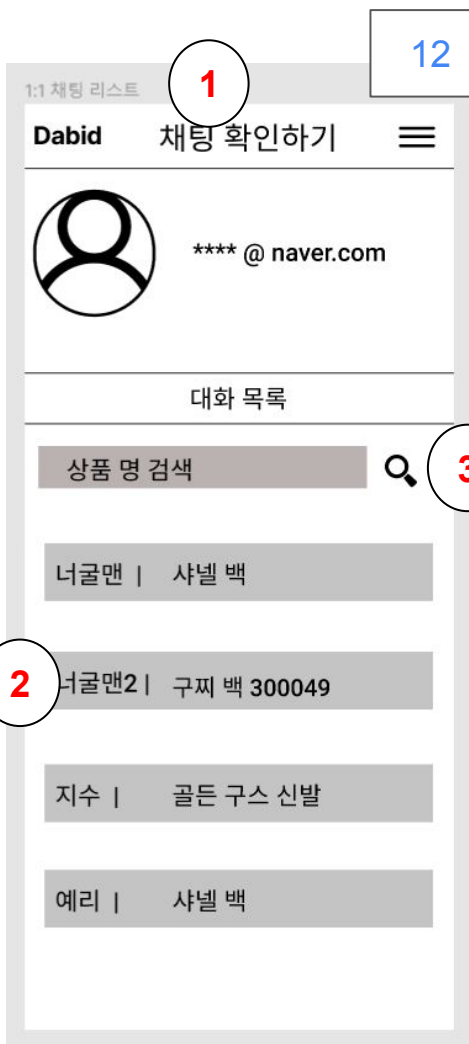 12
1:1 채팅 리스트
1
Dabid 채팅 확인하기
**** @ naver.com
대화 목록
상품 명 검색
3
너굴맨 | 샤넬 백
2
너굴맨2 | 구찌 백 300049
지수 | 골든 구스 신발
예리 | 샤넬 백